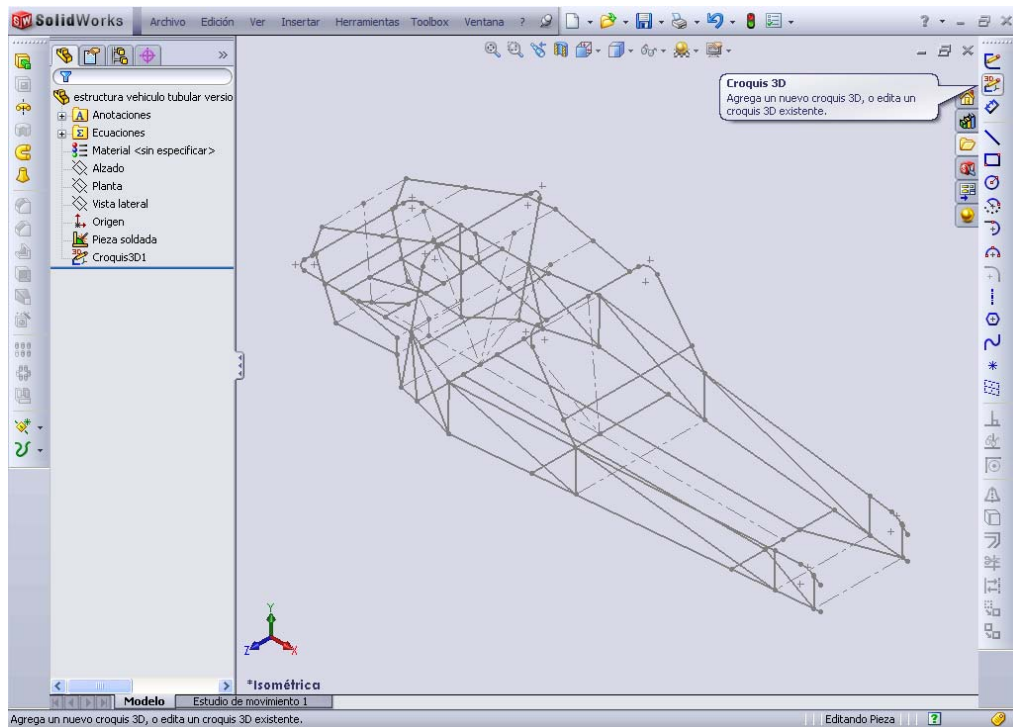 SolidWorks Archivo Edición Ver Insertar Herramientas Toolbox Ventana ?
Croquis 3D
Agrega un nuevo croquis 3D, o edita un
croquis 3D existente.
estructura vehiculo tubular versio
Anotaciones
Ecuaciones
Material <sin especificar>
Alzado
Planta
Vista lateral
Origen
Pieza soldada
Croquis3D1
Y
Z
X
*Isométrica
Modelo Estudio de movimiento 1
Agrega un nuevo croquis 3D, o edita un croquis 3D existente. Editando Pieza